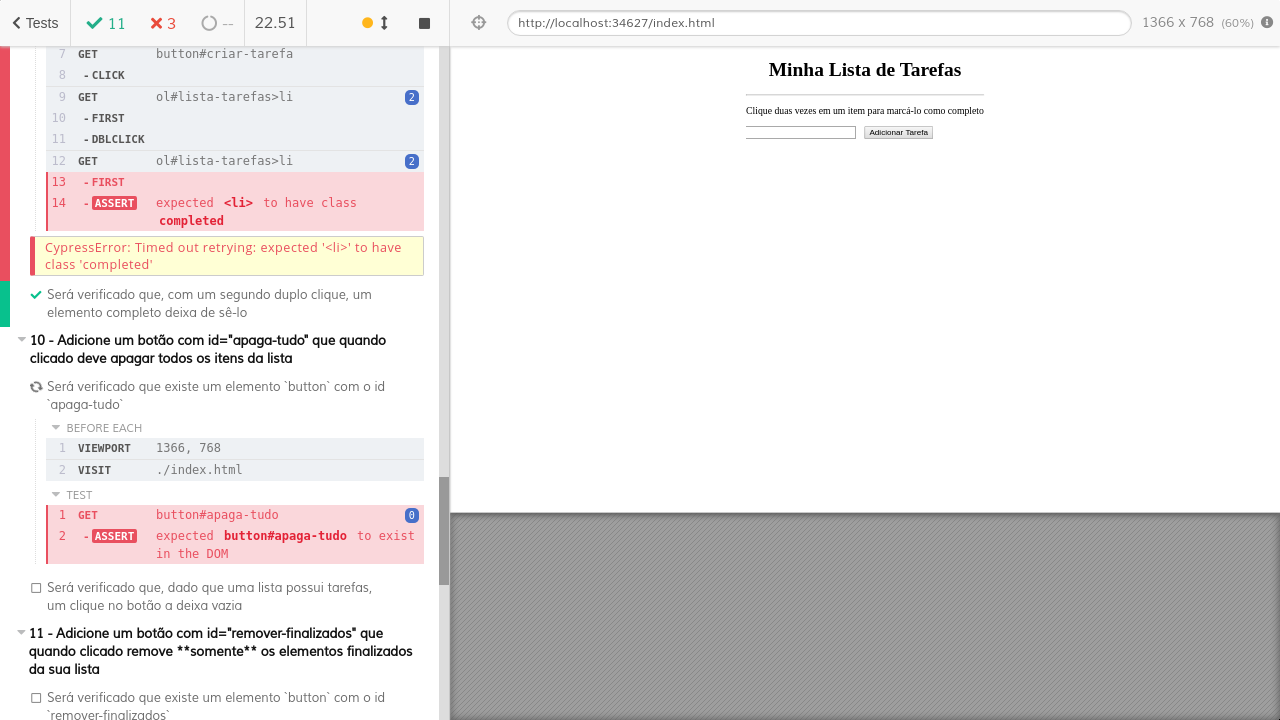 Tests
11
3
--
22.51
http://localhost:34627/index.html
1366 x 768 (60%)
7 GET button#criar-tarefa
8 - CLICK
9 GET ol#lista-tarefas>li 2
10 - FIRST
11 - DBLCLICK
12 GET ol#lista-tarefas>li 2
13 - FIRST
14 - ASSERT expected <li> to have class
completed
CypressError: Timed out retrying: expected '<li>' to have
class 'completed'
Será verificado que, com um segundo duplo clique, um
elemento completo deixa de sê-lo
10 - Adicione um botão com id="apaga-tudo" que quando
clicado deve apagar todos os itens da lista
Será verificado que existe um elemento `button` com o id
`apaga-tudo`
BEFORE EACH
1 VIEWPORT 1366, 768
2 VISIT ./index.html
TEST
1 GET button#apaga-tudo 0
2 - ASSERT expected button#apaga-tudo to exist
in the DOM
Será verificado que, dado que uma lista possui tarefas,
um clique no botão a deixa vazia
11 - Adicione um botão com id="remover-finalizados" que
quando clicado remove **somente** os elementos finalizados
da sua lista
Será verificado que existe um elemento `button` com o id
`remover-finalizados`
Minha Lista de Tarefas
Clique duas vezes em um item para marcá-lo como completo
Adicionar Tarefa